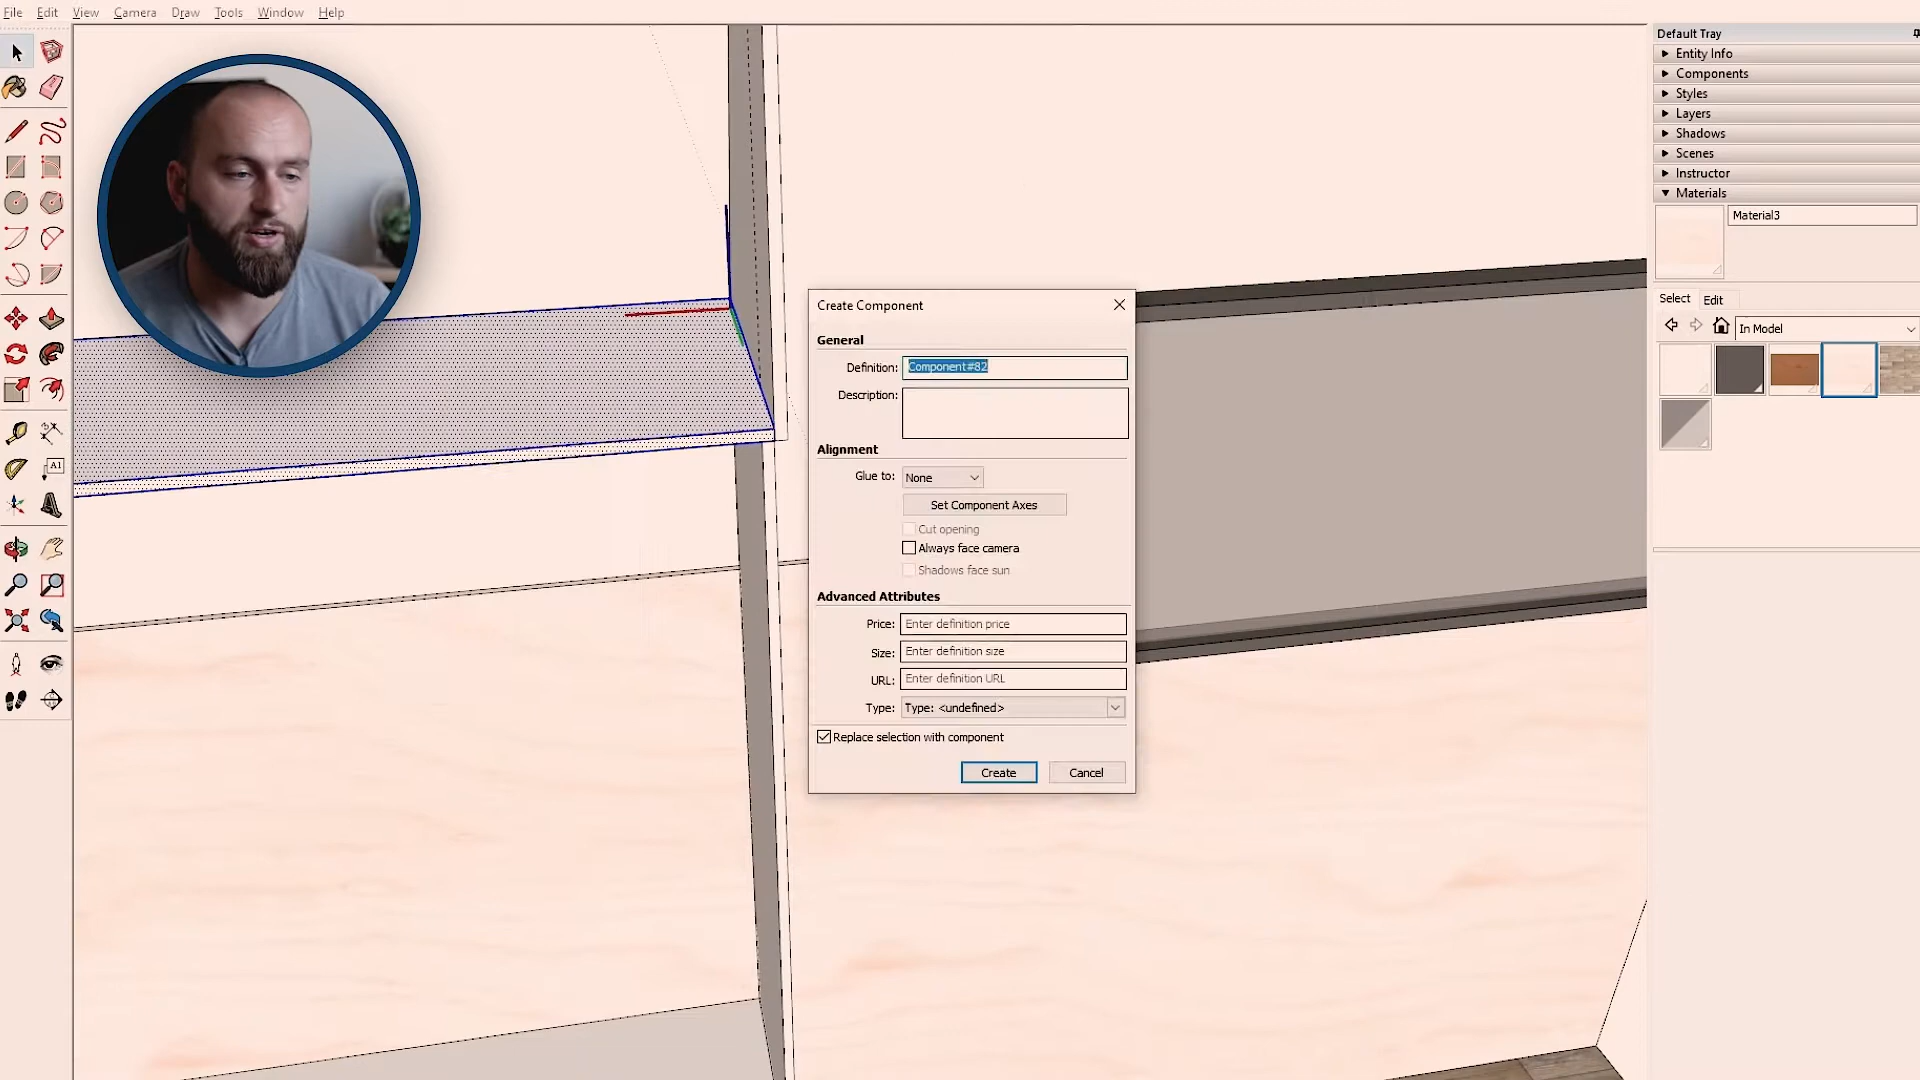 File Edit View Camera Draw Tools Window Help
Default Tray
Entity Info
Components
Styles
Layers
Shadows
Scenes
Instructor
Materials
Material3
Select Edit
In Model
A1
Create Component
General
Definition: Component#82
Description:
Alignment
Glue to: None
Set Component Axes
Cut opening
Always face camera
Shadows face sun
Advanced Attributes
Price: Enter definition price
Size: Enter definition size
URL: Enter definition URL
Type: Type: <undefined>
Replace selection with component
Create Cancel